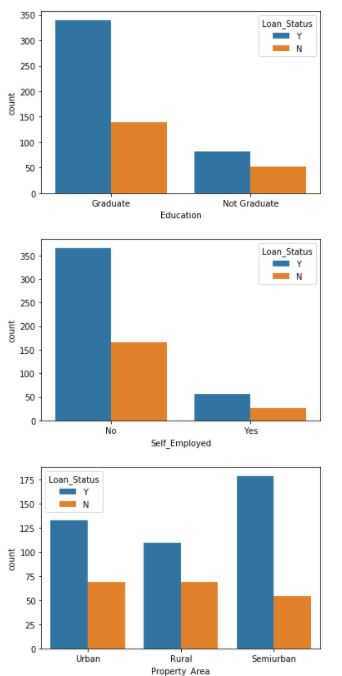 350
300
250
200
150
100
50
0
count
Loan_Status
Y
N
Graduate Not Graduate
Education
350
300
250
200
150
100
50
0
count
Loan_Status
Y
N
No Yes
Self_Employed
175
150
125
100
75
50
25
0
count
Loan_Status
Y
N
Urban Rural Semiurban
Property_Area